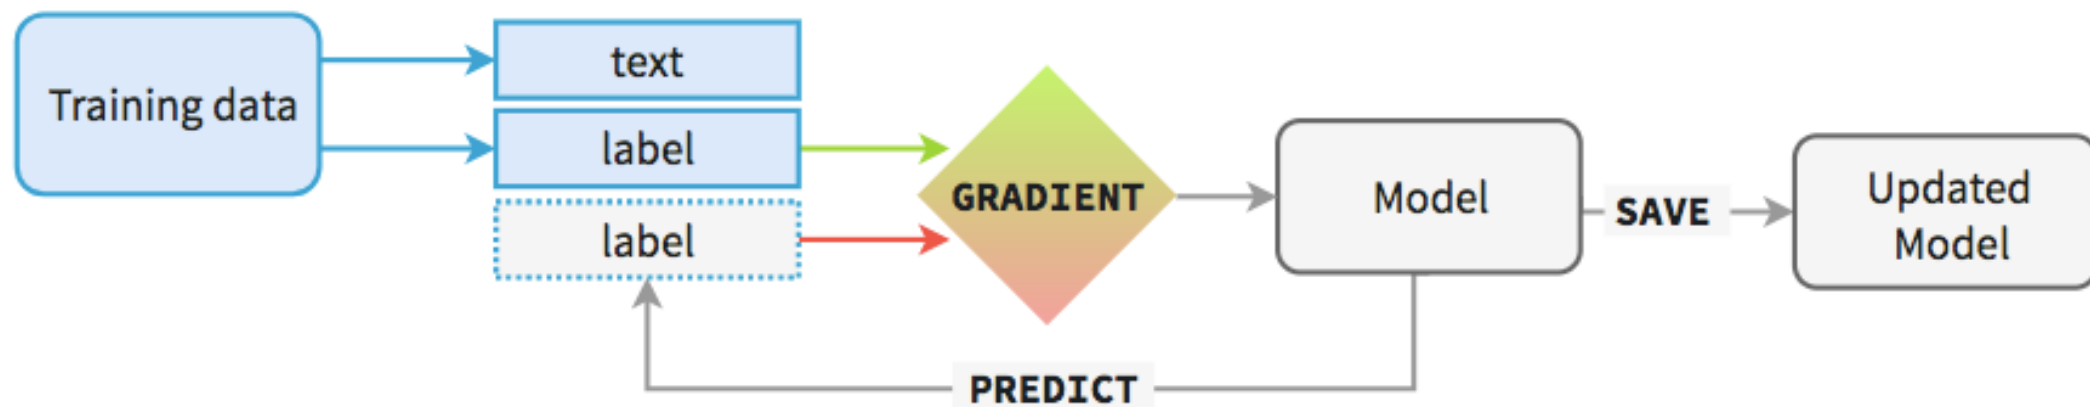 Training data
text
label
label
GRADIENT
Model
SAVE
Updated
Model
PREDICT